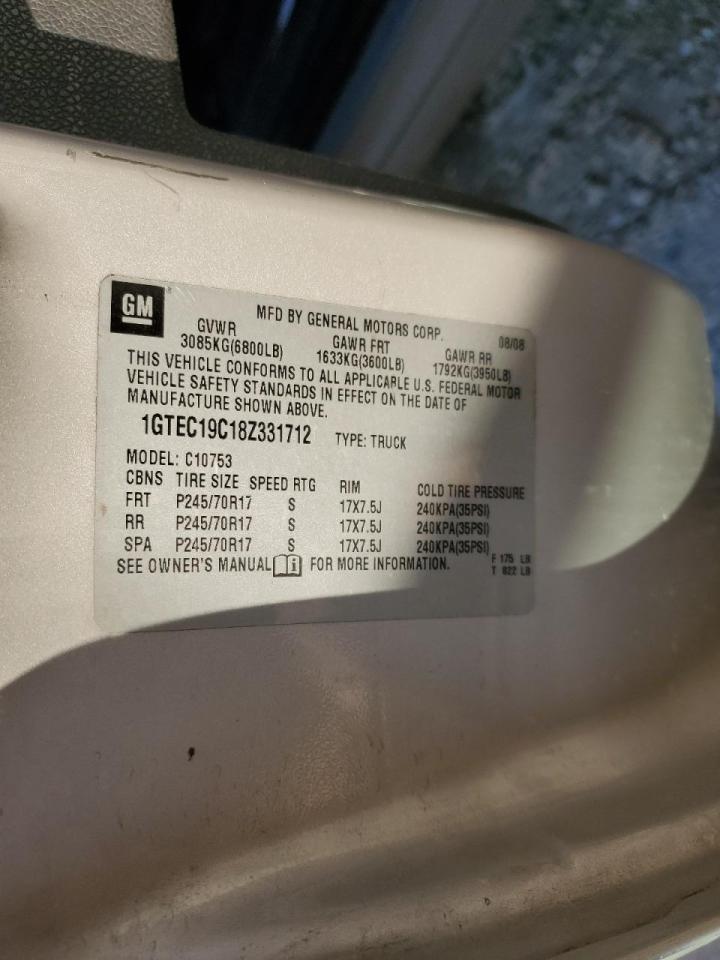 GM
MFD BY GENERAL MOTORS CORP. 08/08
GVWR GAWR FRT GAWR RR
3085KG(6800LB) 1633KG(3600LB) 1792KG(3950LB)
THIS VEHICLE CONFORMS TO ALL APPLICABLE U.S. FEDERAL MOTOR
VEHICLE SAFETY STANDARDS IN EFFECT ON THE DATE OF
MANUFACTURE SHOWN ABOVE.
1GTEC19C18Z331712 TYPE: TRUCK
MODEL: C10753
CBNS TIRE SIZE SPEED RTG RIM COLD TIRE PRESSURE
FRT P245/70R17 S 17X7.5J 240KPA(35PSI)
RR P245/70R17 S 17X7.5J 240KPA(35PSI)
SPA P245/70R17 S 17X7.5J 240KPA(35PSI)
SEE OWNER'S MANUAL i FOR MORE INFORMATION.
F 175 LB
T 822 LB